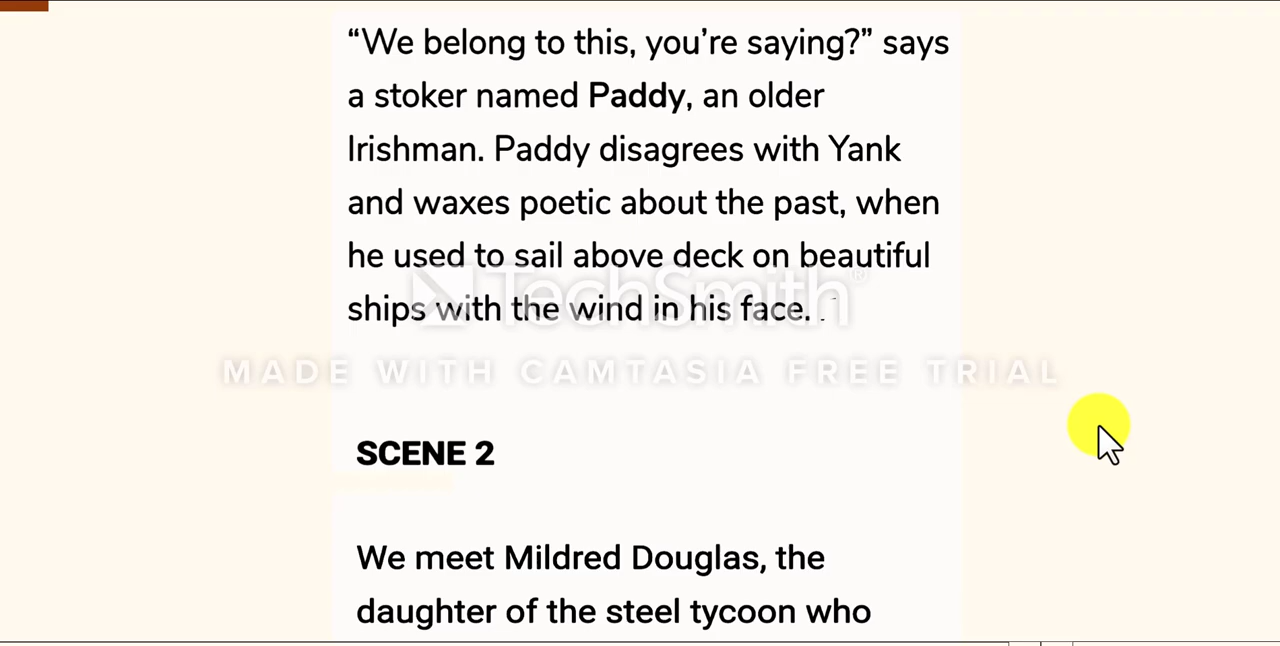 “We belong to this, you’re saying?” says
a stoker named Paddy, an older
Irishman. Paddy disagrees with Yank
and waxes poetic about the past, when
he used to sail above deck on beautiful
ships with the wind in his face.
TechSmith®
MADE WITH CAMTASIA FREE TRIAL
SCENE 2
We meet Mildred Douglas, the
daughter of the steel tycoon who